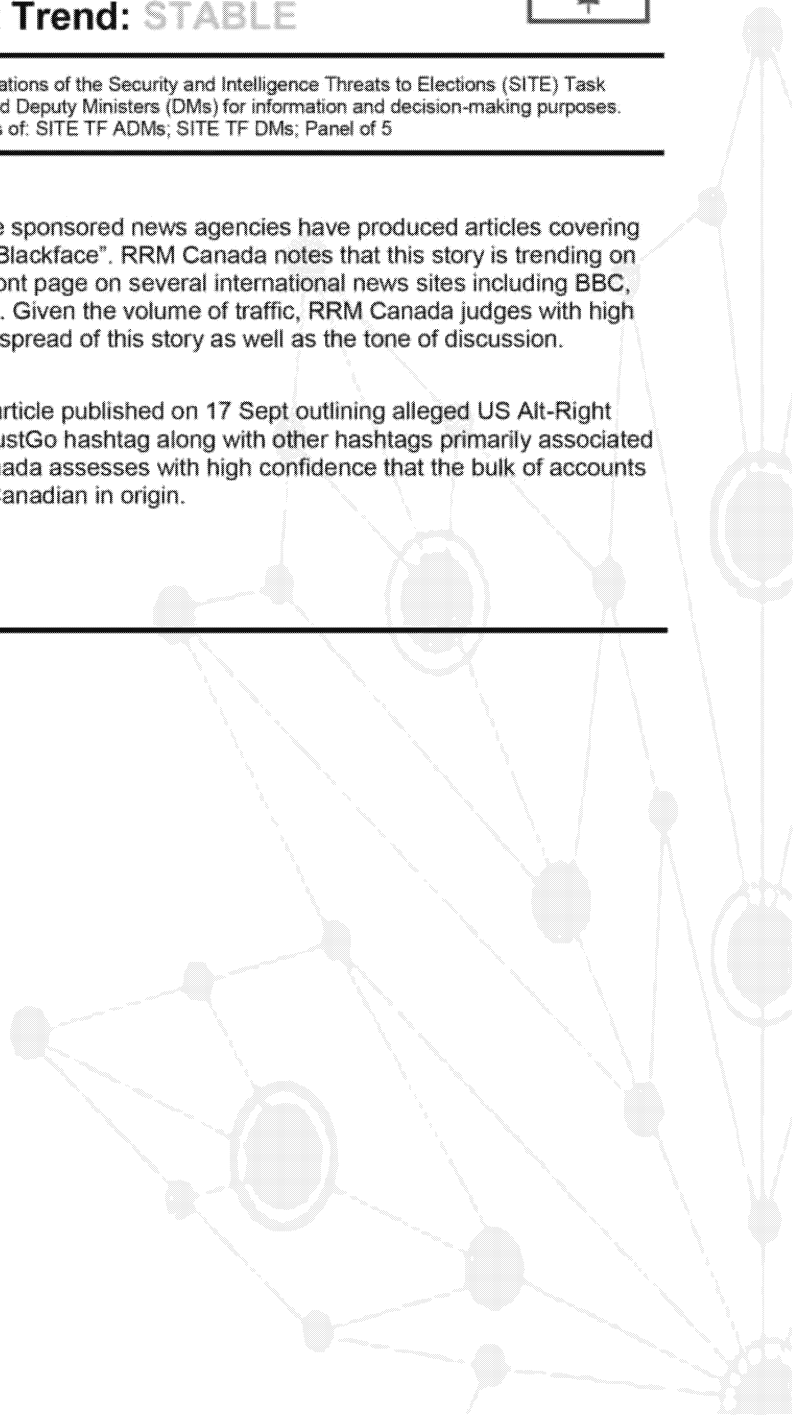 Trend: STABLE
ations of the Security and Intelligence Threats to Elections (SITE) Task
d Deputy Ministers (DMs) for information and decision-making purposes.
s of: SITE TF ADMs; SITE TF DMs; Panel of 5
e sponsored news agencies have produced articles covering
Blackface”. RRM Canada notes that this story is trending on
ont page on several international news sites including BBC,
. Given the volume of traffic, RRM Canada judges with high
spread of this story as well as the tone of discussion.
article published on 17 Sept outlining alleged US Alt-Right
ustGo hashtag along with other hashtags primarily associated
nada assesses with high confidence that the bulk of accounts
Canadian in origin.